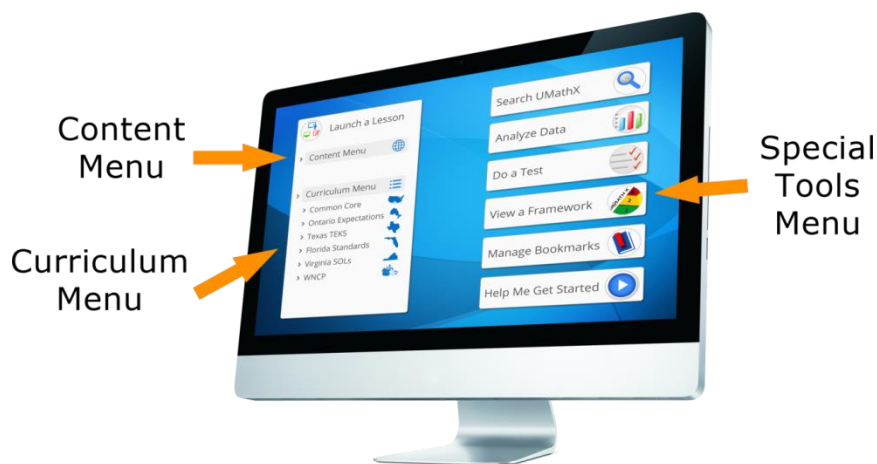 Content
Menu
Curriculum
Menu
Launch a Lesson
Content Menu
Curriculum Menu
Common Core
Ontario Expectations
Texas TEKS
Florida Standards
Virginia SOLs
WNCP
Search UMathX
Analyze Data
Do a Test
View a Framework
Manage Bookmarks
Help Me Get Started
Special
Tools
Menu